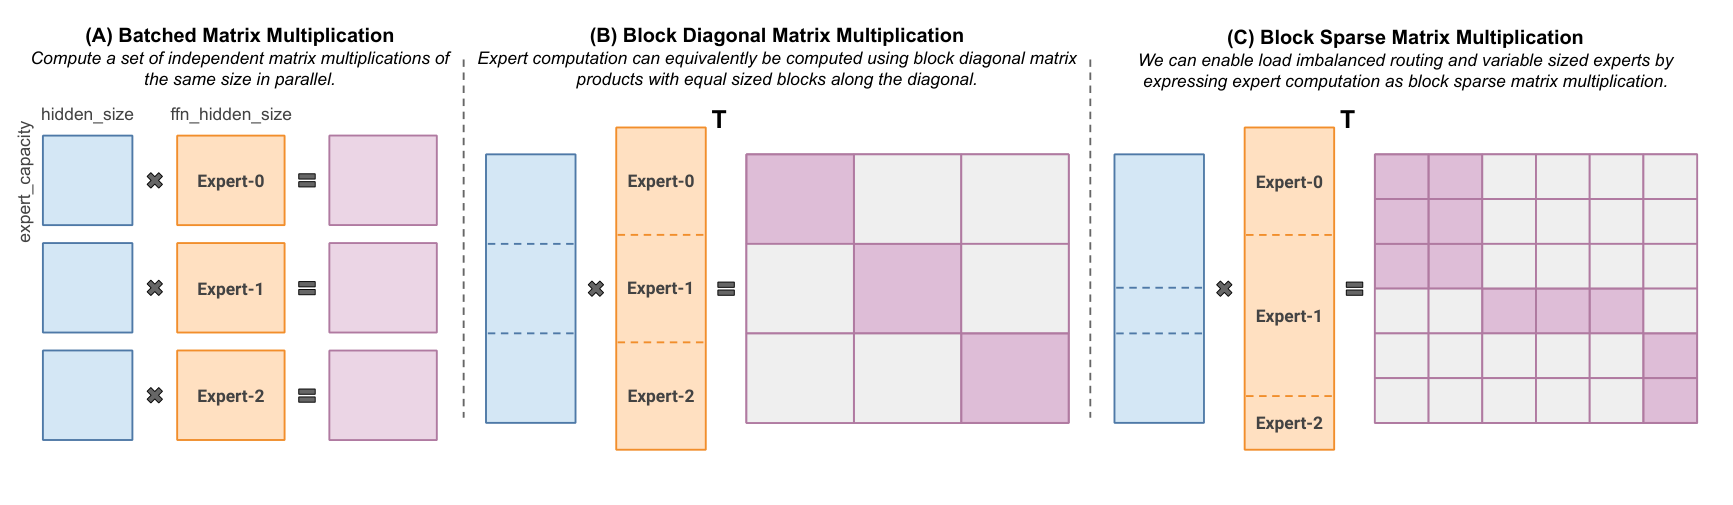 (A) Batched Matrix Multiplication
Compute a set of independent matrix multiplications of
the same size in parallel.
hidden_size
ffn_hidden_size
expert_capacity
Expert-0
Expert-1
Expert-2
(B) Block Diagonal Matrix Multiplication
Expert computation can equivalently be computed using block diagonal matrix
products with equal sized blocks along the diagonal.
T
Expert-0
Expert-1
Expert-2
(C) Block Sparse Matrix Multiplication
We can enable load imbalanced routing and variable sized experts by
expressing expert computation as block sparse matrix multiplication.
T
Expert-0
Expert-1
Expert-2